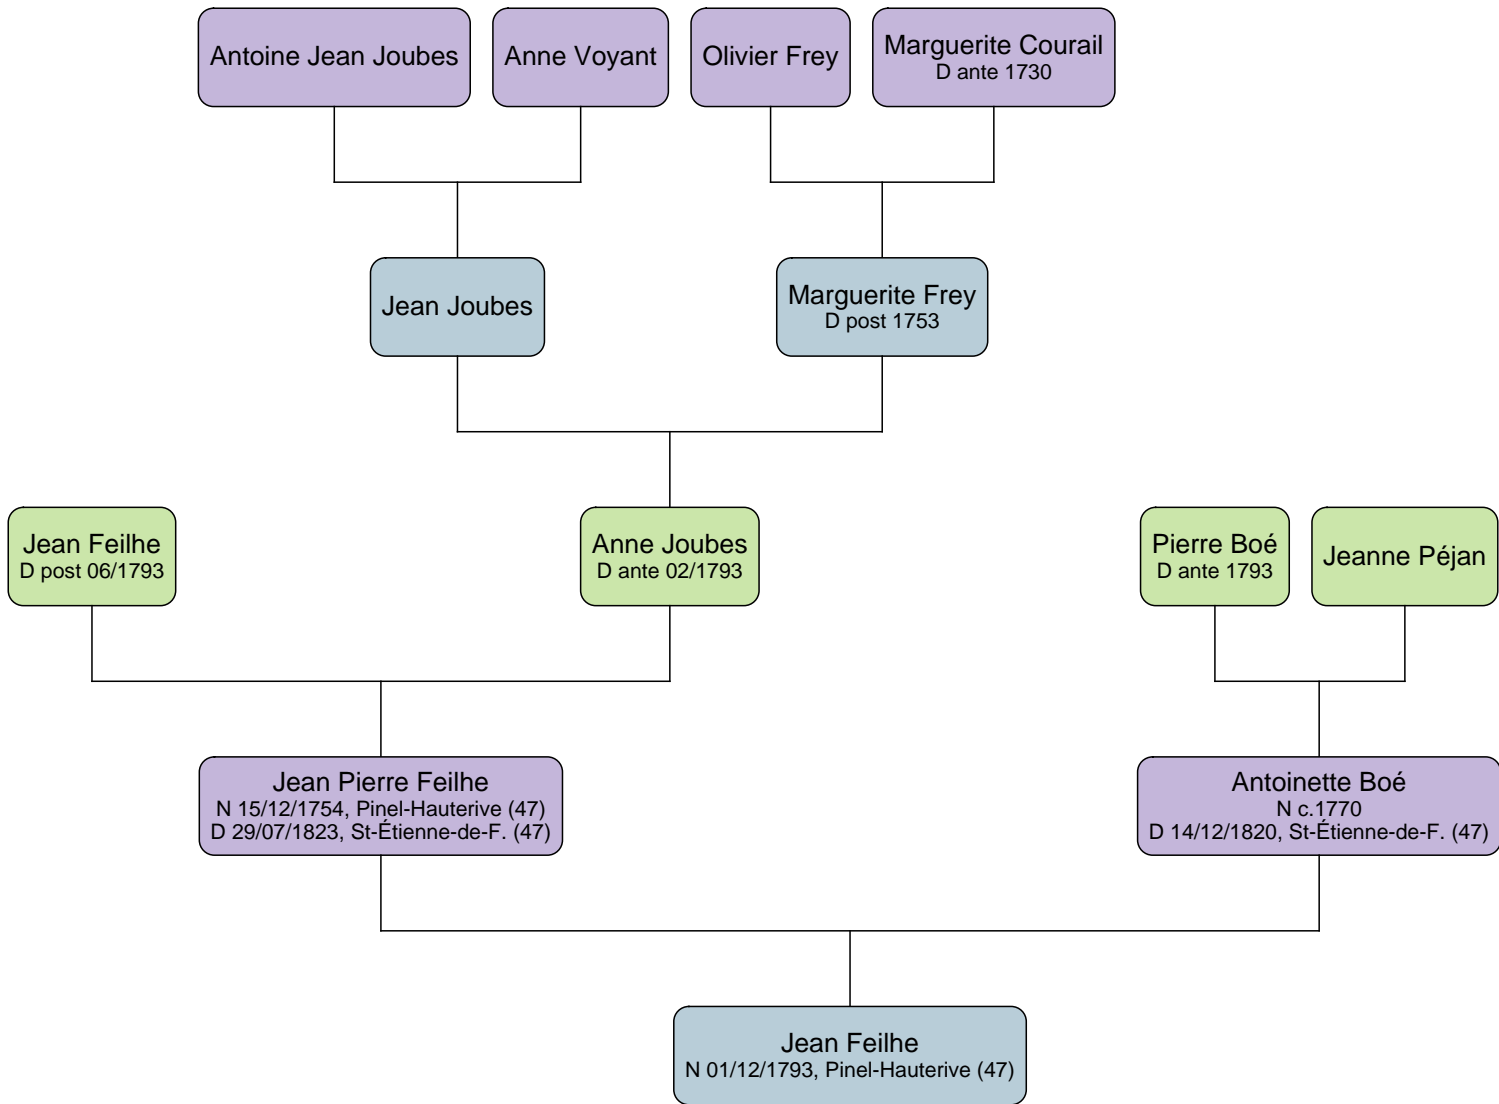 Antoine Jean Joubes
Anne Voyant
Olivier Frey
Marguerite Courail
D ante 1730
Jean Joubes
Marguerite Frey
D post 1753
Jean Feilhe
D post 06/1793
Anne Joubes
D ante 02/1793
Pierre Boé
D ante 1793
Jeanne Péjan
Jean Pierre Feilhe
N 15/12/1754, Pinel-Hauterive (47)
D 29/07/1823, St-Étienne-de-F. (47)
Antoinette Boé
N c.1770
D 14/12/1820, St-Étienne-de-F. (47)
Jean Feilhe
N 01/12/1793, Pinel-Hauterive (47)